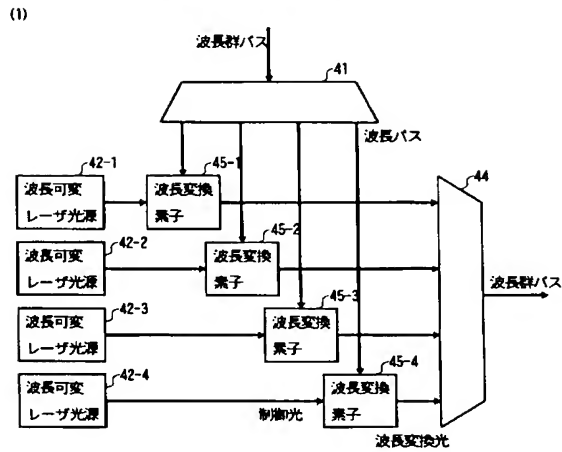 (1)
波長群パス
41
波長パス
42-1
波長可変
レーザ光源
45-1
波長変換
素子
44
42-2
波長可変
レーザ光源
45-2
波長変換
素子
波長群パス
42-3
波長可変
レーザ光源
45-3
波長変換
素子
42-4
波長可変
レーザ光源
制御光
45-4
波長変換
素子
波長変換光